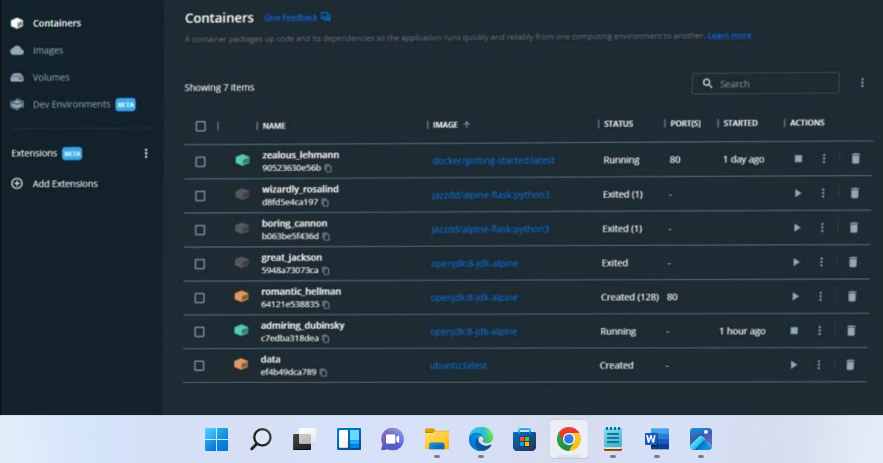 Containers
Images
Volumes
Dev Environments BETA
Extensions BETA
Add Extensions
Containers Give Feedback
A container packages up code and its dependencies so the application runs quickly and reliably from one computing environment to another. Learn more
Showing 7 items
Search
NAME IMAGE STATUS PORT(S) STARTED ACTIONS
zealous_lehmann
90523630e56b
docker/getting-started:latest Running 80 1 day ago
wizardly_rosalind
d8fd5e4ca197
jazzdd/alpine-flask:python3 Exited (1) -
boring_cannon
b063be5f436d
jazzdd/alpine-flask:python3 Exited (1) -
great_jackson
5948a73073ca
openjdk:8-jdk-alpine Exited -
romantic_hellman
64121e538835
openjdk:8-jdk-alpine Created (128) 80
admiring_dubinsky
c7edba318dea
openjdk:8-jdk-alpine Running - 1 hour ago
data
ef4b49dca789
ubuntu:latest Created -
W